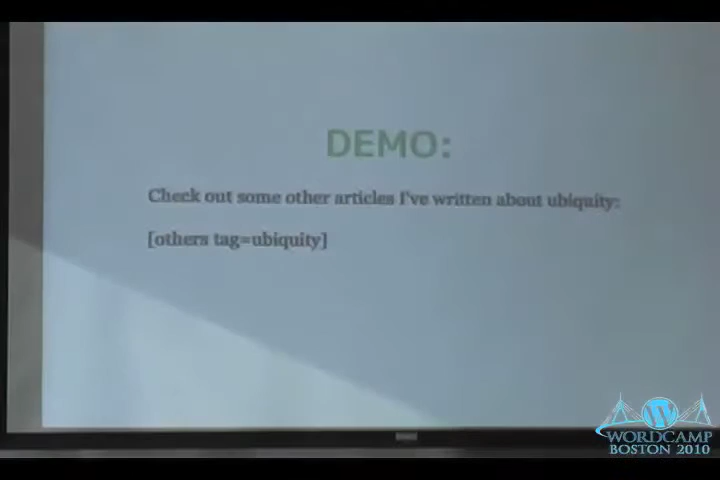 DEMO:
Check out some other articles I've written about ubiquity:
[others tag=ubiquity]
WORDCAMP
BOSTON 2010